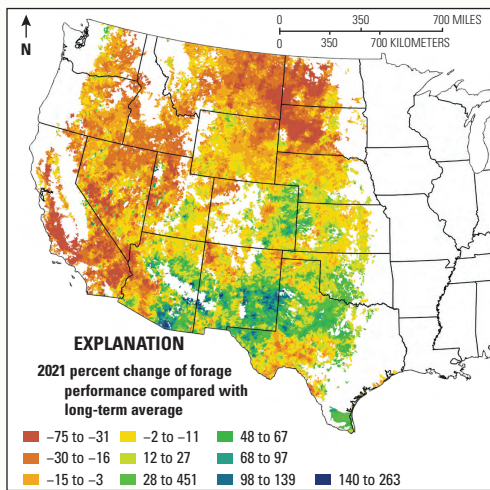 N
0 350 700 MILES
0 350 700 KILOMETERS
EXPLANATION
2021 percent change of forage
performance compared with
long-term average
−75 to −31
−30 to −16
−15 to −3
−2 to −11
12 to 27
28 to 451
48 to 67
68 to 97
98 to 139
140 to 263